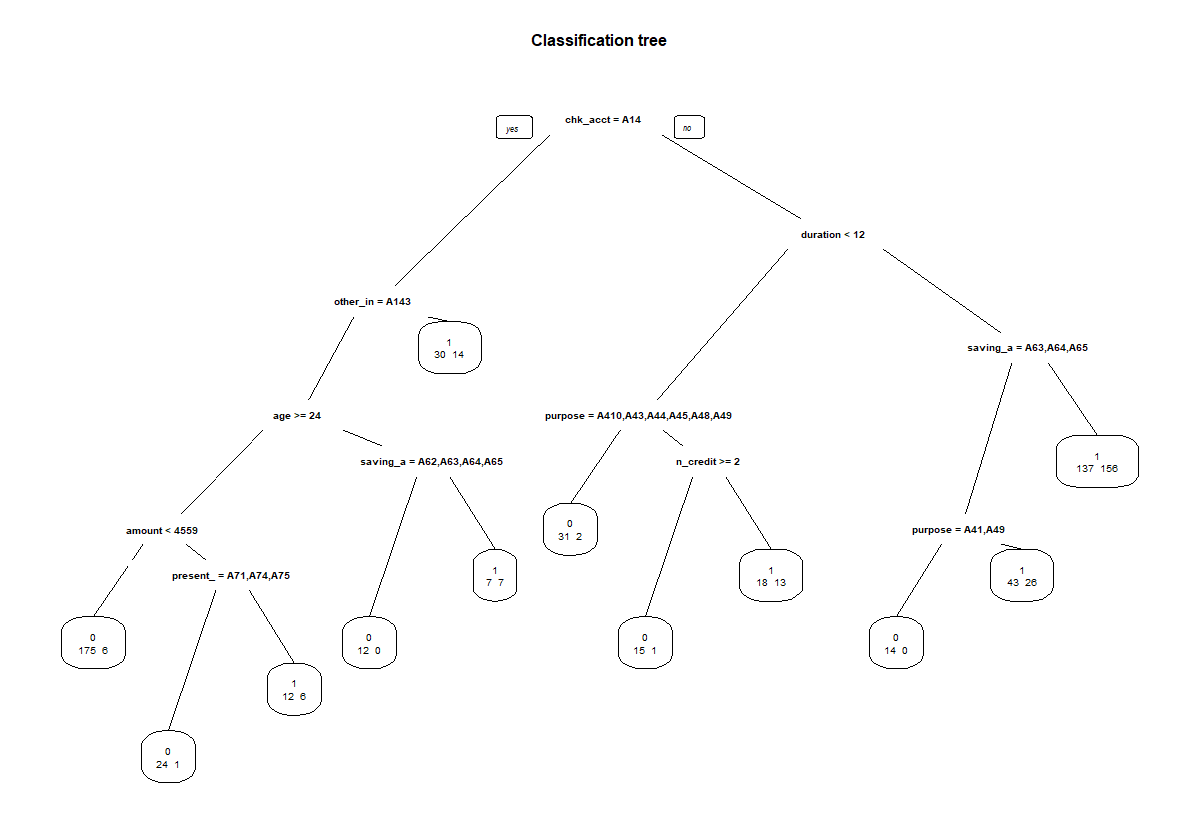 Classification tree
yes
chk_acct = A14
no
duration < 12
other_in = A143
1
30 14
saving_a = A63,A64,A65
age >= 24
purpose = A410,A43,A44,A45,A48,A49
saving_a = A62,A63,A64,A65
n_credit >= 2
1
137 156
amount < 4559
0
31 2
purpose = A41,A49
present_ = A71,A74,A75
1
7 7
1
18 13
1
43 26
0
175 6
0
12 0
0
15 1
0
14 0
1
12 6
0
24 1